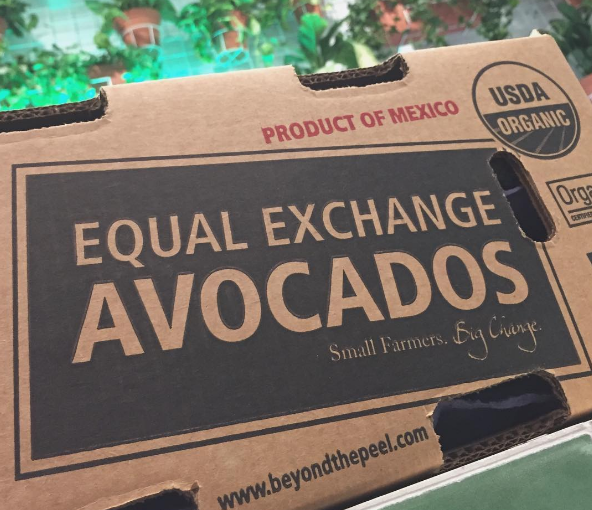 PRODUCT OF MEXICO
USDA
ORGANIC
EQUAL EXCHANGE
AVOCADOS
Small Farmers. Big Change.
www.beyondthepeel.com